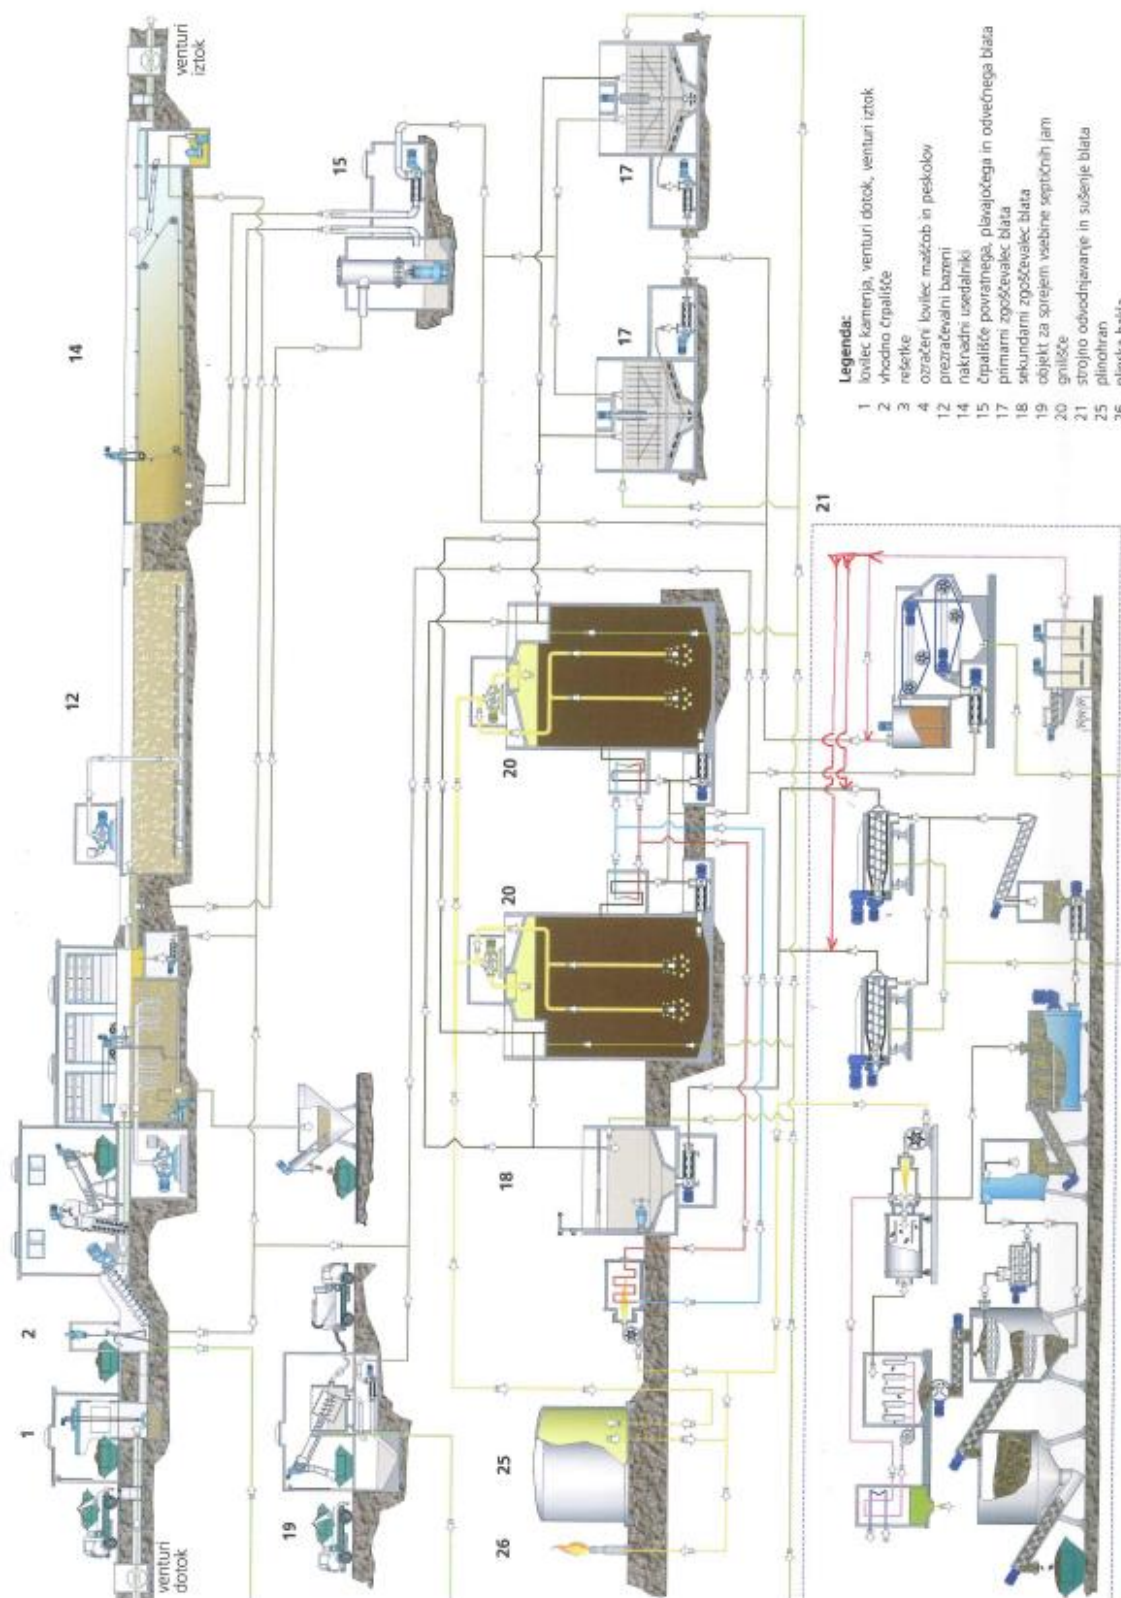 venturi
dotok
1
2
12
14
venturi
iztok
19
15
26
25
18
20
20
17
17
21
Legenda:
1 lovilec kamenja, venturi dotok, venturi iztok
2 vhodno črpališče
3 rešetke
4 ozračeni lovilec maščob in peskolov
12 prezračevalni bazeni
14 naknadni usedalniki
15 črpališče povratnega, plavajočega in odvečnega blata
17 primarni zgoščevalec blata
18 sekundarni zgoščevalec blata
19 objekt za sprejem vsebine septičnih jam
20 gnilišče
21 strojno odvodnjavanje in sušenje blata
25 plinohran
26